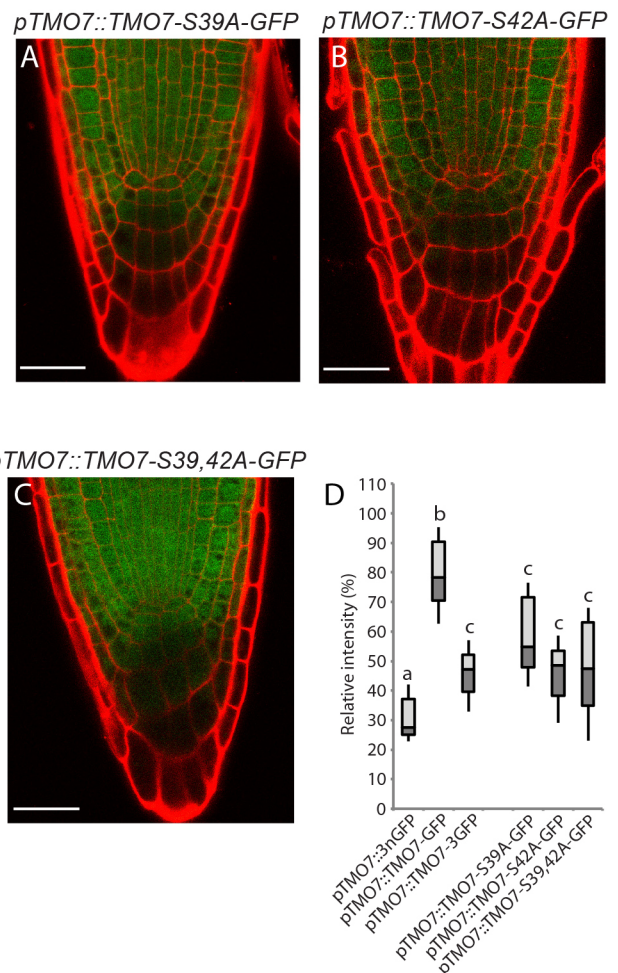 pTMO7::TMO7-S39A-GFP
pTMO7::TMO7-S42A-GFP
A
B
pTMO7::TMO7-S39,42A-GFP
C
D
110
100
90
80
70
60
50
40
30
20
10
0
Relative intensity (%)
a
b
c
c
c
c
pTMO7::3nGFP
pTMO7::TMO7-GFP
pTMO7::TMO7-3GFP
pTMO7::TMO7-S39A-GFP
pTMO7::TMO7-S42A-GFP
pTMO7::TMO7-S39,42A-GFP